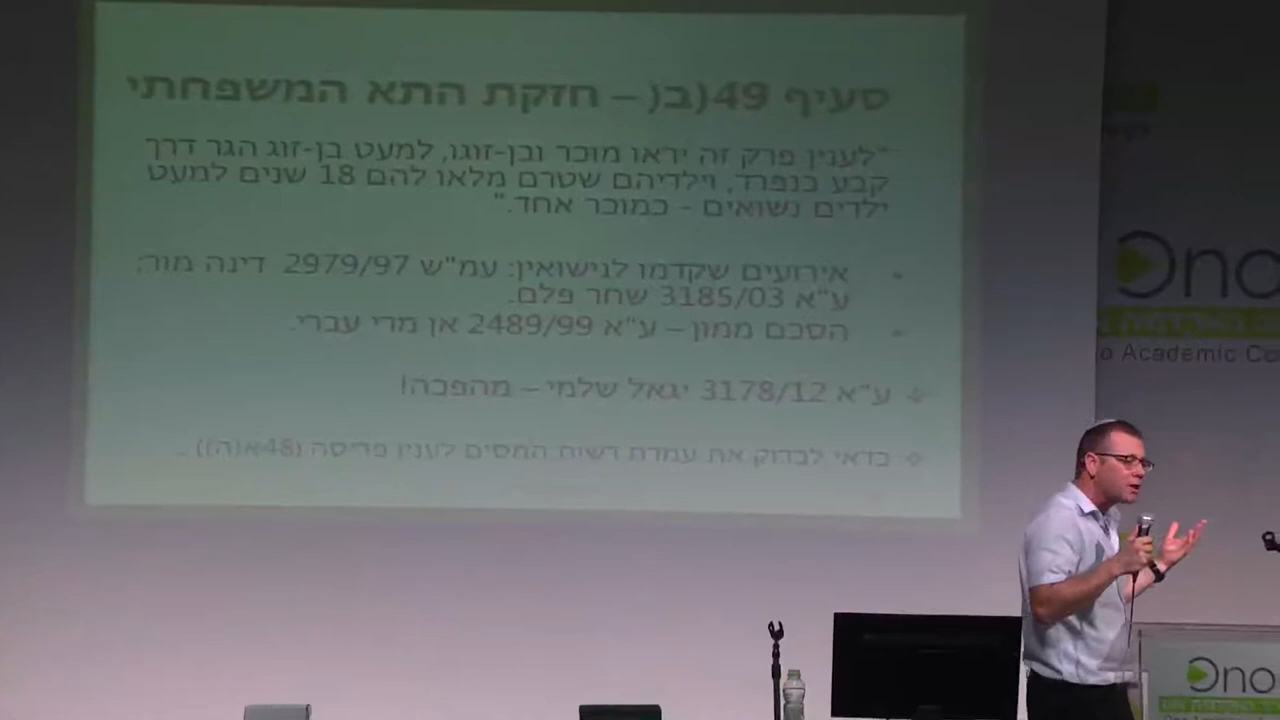 סעיף 49(ב( – חזקת התא המשפחתי
"לענין פרק זה יראו מוכר ובן-זוגו, למעט בן-זוג הגר דרך
קבע בנפרד, וילדיהם שטרם מלאו להם 18 שנים למעט
ילדים נשואים - כמוכר אחד."
• אירועים שקדמו לנישואין: עמ"ש 2979/97 דינה מור;
ע"א 3185/03 שחר פלם.
• הסכם ממון – ע"א 2489/99 אן מרי עברי.
ע"א 3178/12 יגאל שלמי – מהפכה!
כדאי לבדוק את עמדת רשות המסים לענין פריסה (48א(ה)) ..
Ono
o Academic Co
Ono